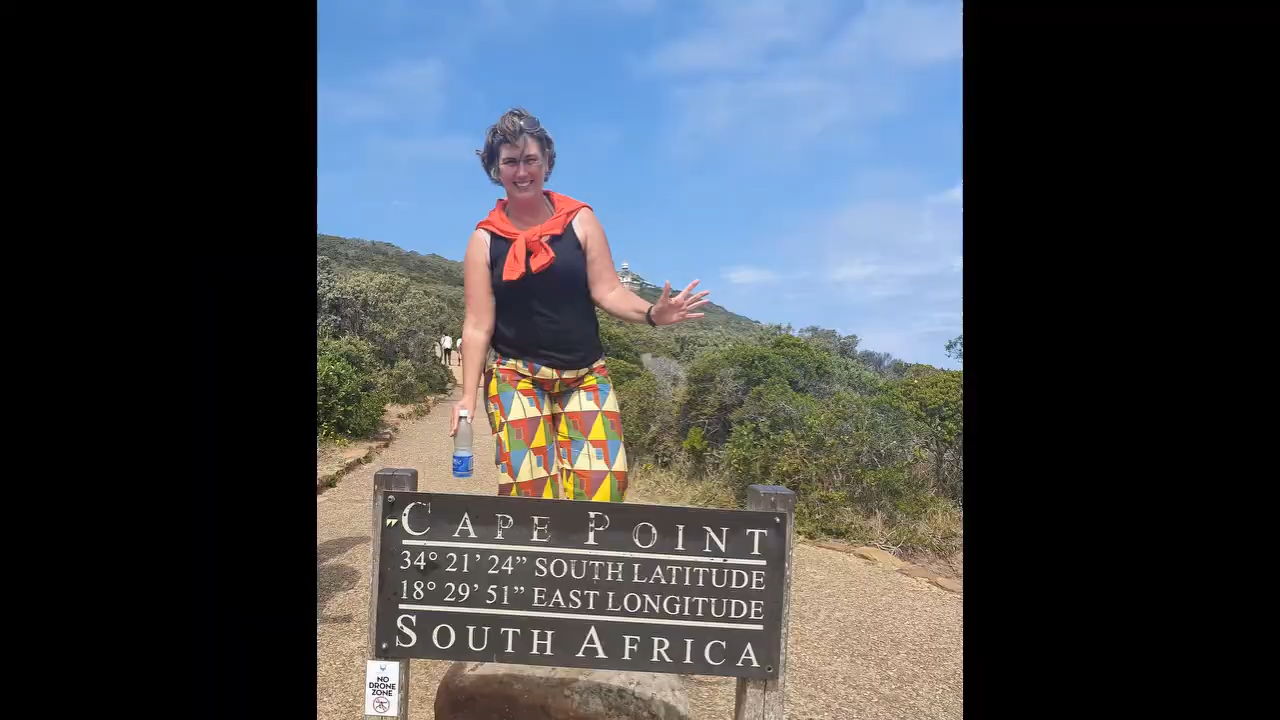 CAPE POINT
34° 21' 24" SOUTH LATITUDE
18° 29' 51" EAST LONGITUDE
SOUTH AFRICA
NO
DRONE
ZONE